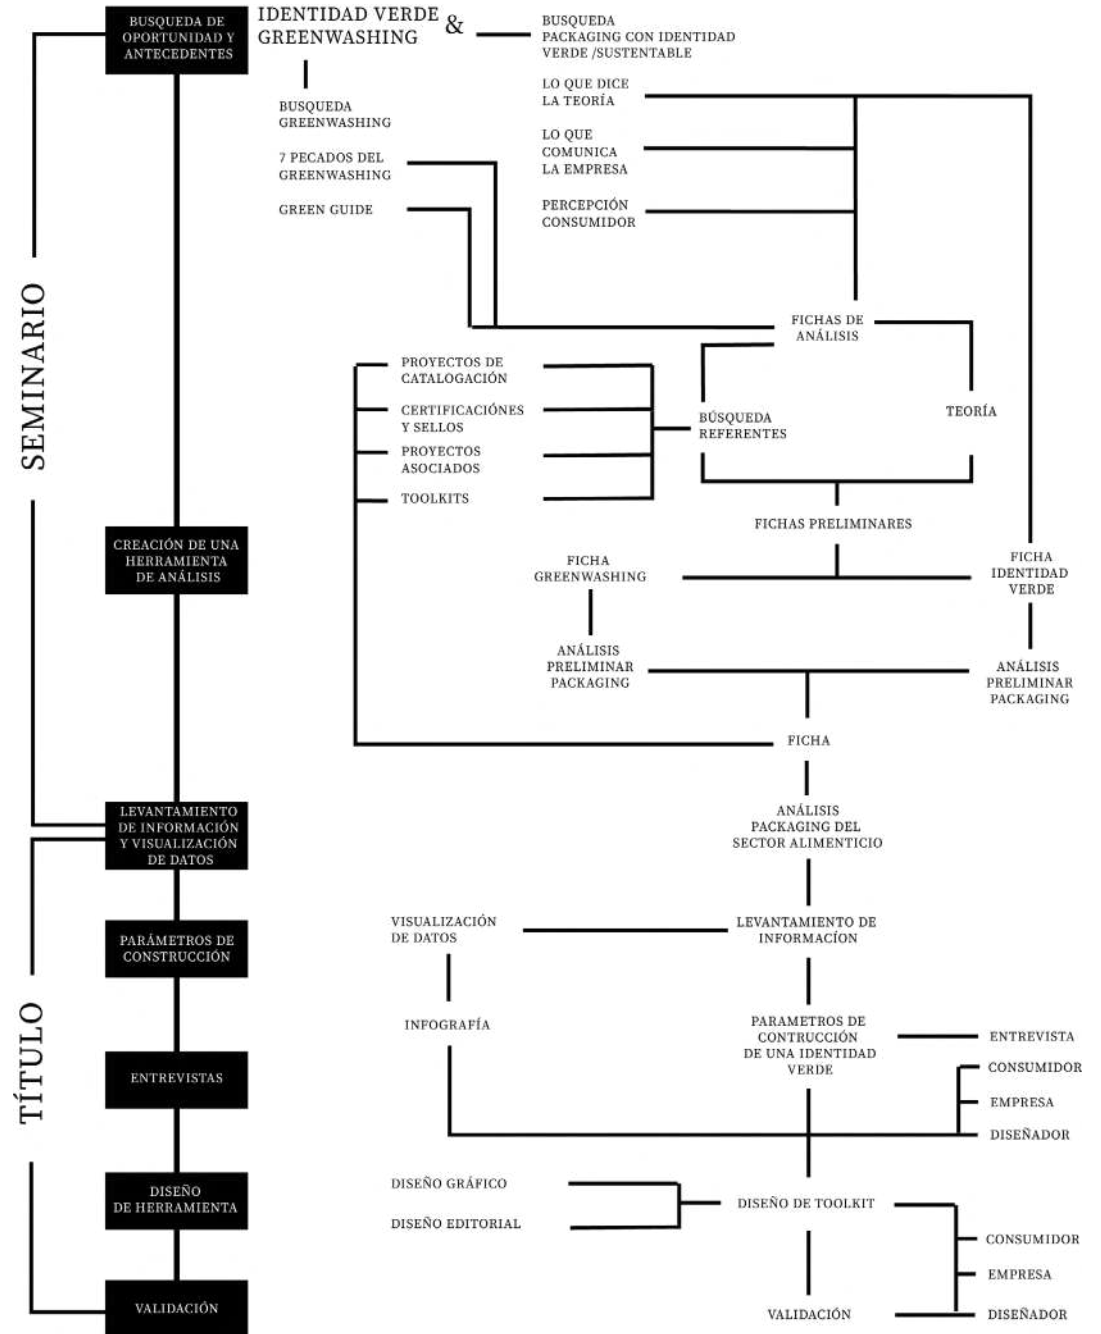 BUSQUEDA DE
OPORTUNIDAD Y
ANTECEDENTES
IDENTIDAD VERDE
GREENWASHING
&
BUSQUEDA
PACKAGING CON IDENTIDAD
VERDE /SUSTENTABLE
BUSQUEDA
GREENWASHING
7 PECADOS DEL
GREENWASHING
GREEN GUIDE
LO QUE DICE
LA TEORÍA
LO QUE
COMUNICA
LA EMPRESA
PERCEPCIÓN
CONSUMIDOR
SEMINARIO
FICHAS DE
ANÁLISIS
PROYECTOS DE
CATALOGACIÓN
CERTIFICACIÓNES
Y SELLOS
PROYECTOS
ASOCIADOS
TOOLKITS
BÚSQUEDA
REFERENTES
TEORÍA
FICHAS PRELIMINARES
CREACIÓN DE UNA
HERRAMIENTA
DE ANÁLISIS
FICHA
GREENWASHING
FICHA
IDENTIDAD
VERDE
ANÁLISIS
PRELIMINAR
PACKAGING
ANÁLISIS
PRELIMINAR
PACKAGING
FICHA
LEVANTAMIENTO
DE INFORMACIÓN
Y VISUALIZACIÓN
DE DATOS
ANÁLISIS
PACKAGING DEL
SECTOR ALIMENTICIO
PARÁMETROS DE
CONSTRUCCIÓN
VISUALIZACIÓN
DE DATOS
LEVANTAMIENTO DE
INFORMACÍON
TÍTULO
INFOGRAFÍA
PARAMETROS DE
CONTRUCCIÓN
DE UNA IDENTIDAD
VERDE
ENTREVISTA
CONSUMIDOR
EMPRESA
DISEÑADOR
ENTREVISTAS
DISEÑO
DE HERRAMIENTA
DISEÑO GRÁFICO
DISEÑO EDITORIAL
DISEÑO DE TOOLKIT
CONSUMIDOR
EMPRESA
DISEÑADOR
VALIDACIÓN
VALIDACIÓN